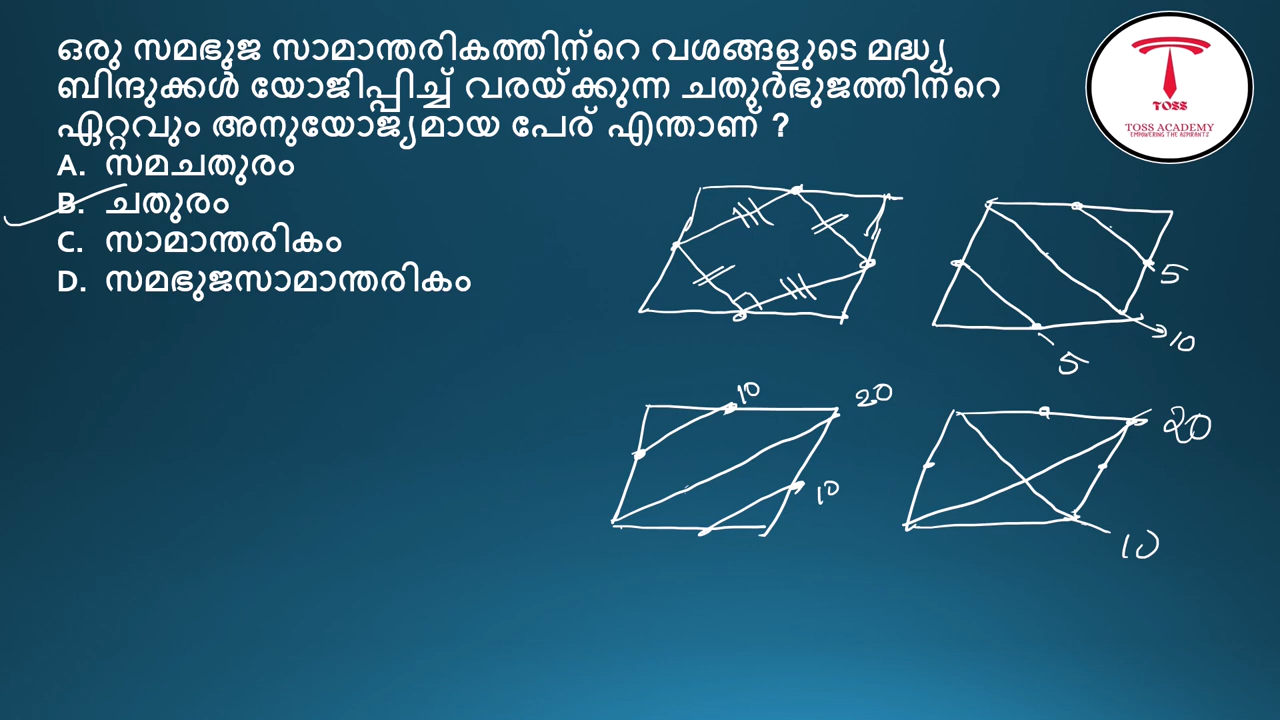 ഒരു സമഭുജ സാമാന്തരികത്തിന്റെ വശങ്ങളുടെ മദ്ധ്യ
ബിന്ദുക്കൾ യോജിപ്പിച്ച് വരയ്ക്കുന്ന ചതുർഭുജത്തിന്റെ
ഏറ്റവും അനുയോജ്യമായ പേര് എന്താണ് ?
A. സമചതുരം
B. ചതുരം
C. സാമാന്തരികം
D. സമഭുജസാമാന്തരികം
TOSS
TOSS ACADEMY
EMPOWERING THE ASPIRANTS
5
10
5
10
20
10
20
10